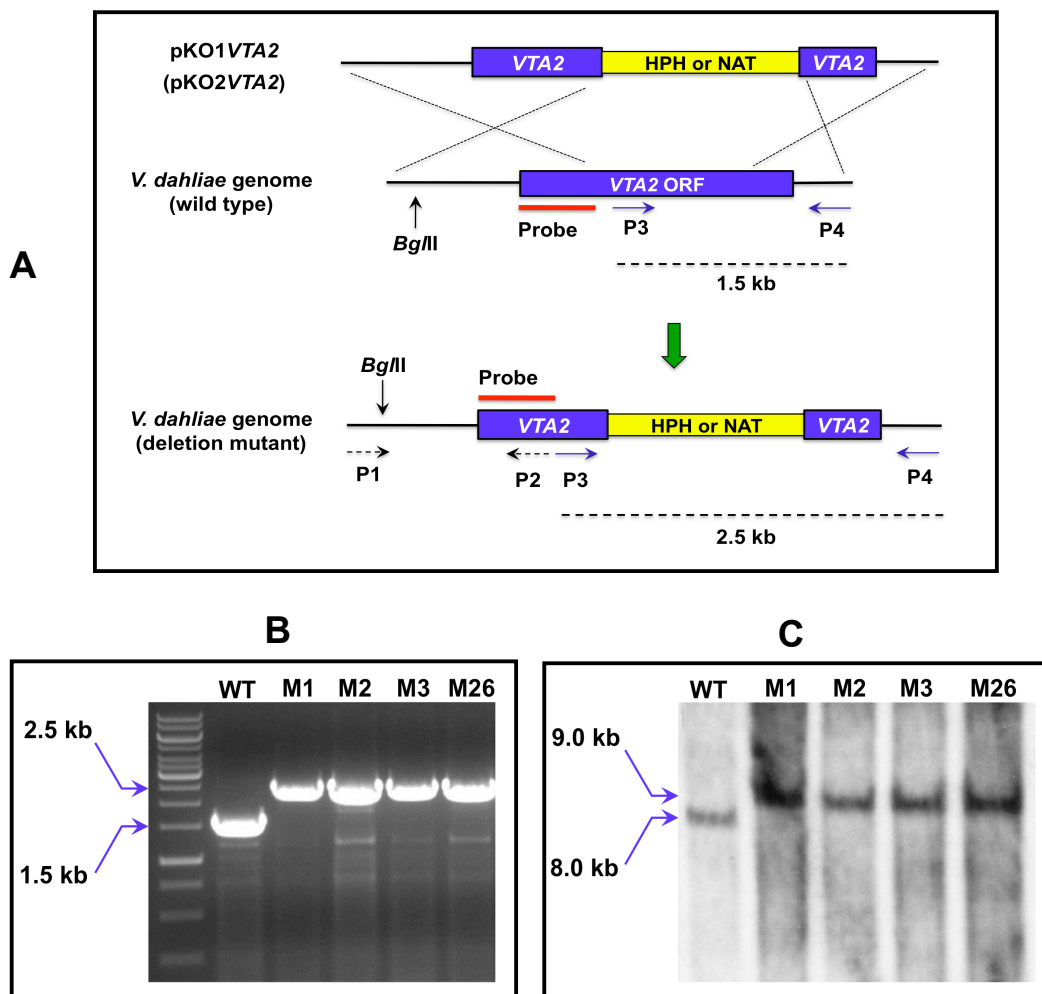 A
pKO1VTA2
(pKO2VTA2)
VTA2 HPH or NAT VTA2
V. dahliae genome
(wild type)
VTA2 ORF
BglII
Probe
P3
P4
1.5 kb
BglII
Probe
V. dahliae genome
(deletion mutant)
VTA2 HPH or NAT VTA2
P1
P2
P3
P4
2.5 kb
B
WT M1 M2 M3 M26
2.5 kb
1.5 kb
C
WT M1 M2 M3 M26
9.0 kb
8.0 kb